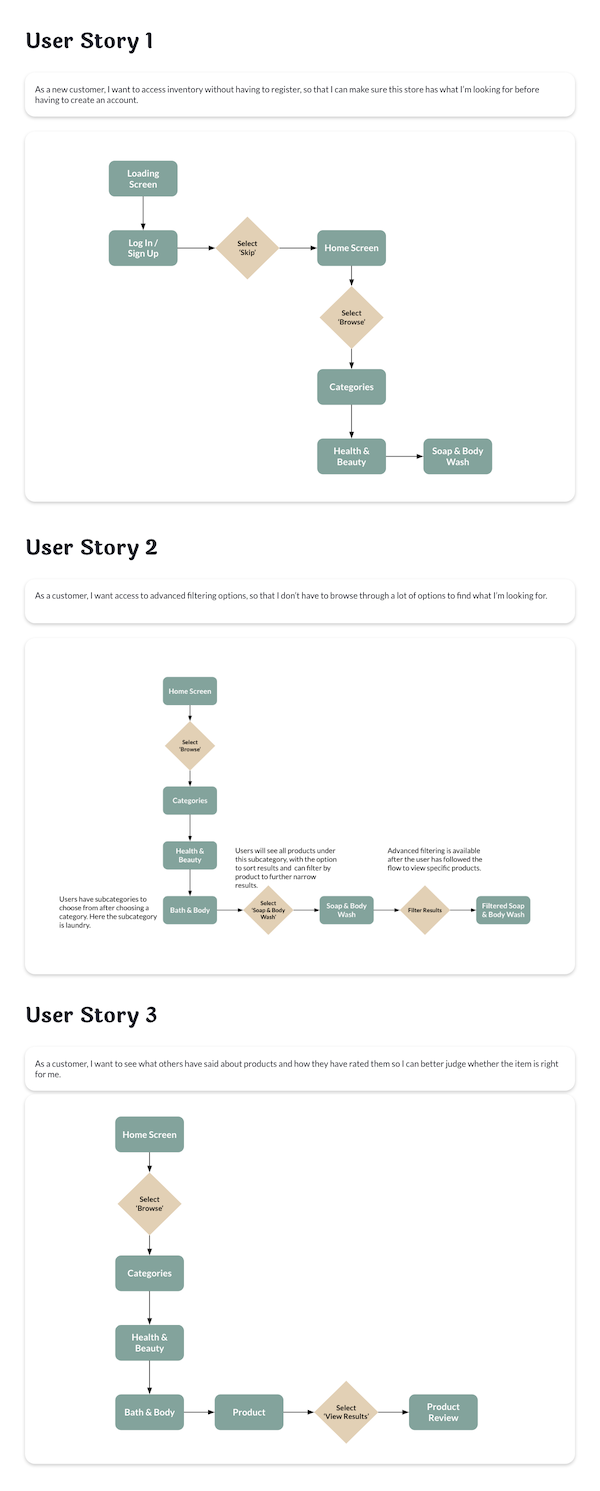 User Story 1
As a new customer, I want to access inventory without having to register, so that I can make sure this store has what I'm looking for before
having to create an account.
Loading
Screen
Log In /
Sign Up
Select
'Skip'
Home Screen
Select
'Browse'
Categories
Health &
Beauty
Soap & Body
Wash
User Story 2
As a customer, I want access to advanced filtering options, so that I don't have to browse through a lot of options to find what I'm looking for.
Home Screen
Select
'Browse'
Categories
Health &
Beauty
Users will see all products under
this subcategory, with the option
to sort results and can filter by
product to further narrow
results.
Advanced filtering is available
after the user has followed the
flow to view specific products.
Users have subcategories to
choose from after choosing a
category. Here the subcategory
is laundry.
Bath & Body
Select
'Soap & Body
Wash'
Soap & Body
Wash
Filter Results
Filtered Soap
& Body Wash
User Story 3
As a customer, I want to see what others have said about products and how they have rated them so I can better judge whether the item is right
for me.
Home Screen
Select
'Browse'
Categories
Health &
Beauty
Bath & Body
Product
Select
'View Results'
Product
Review